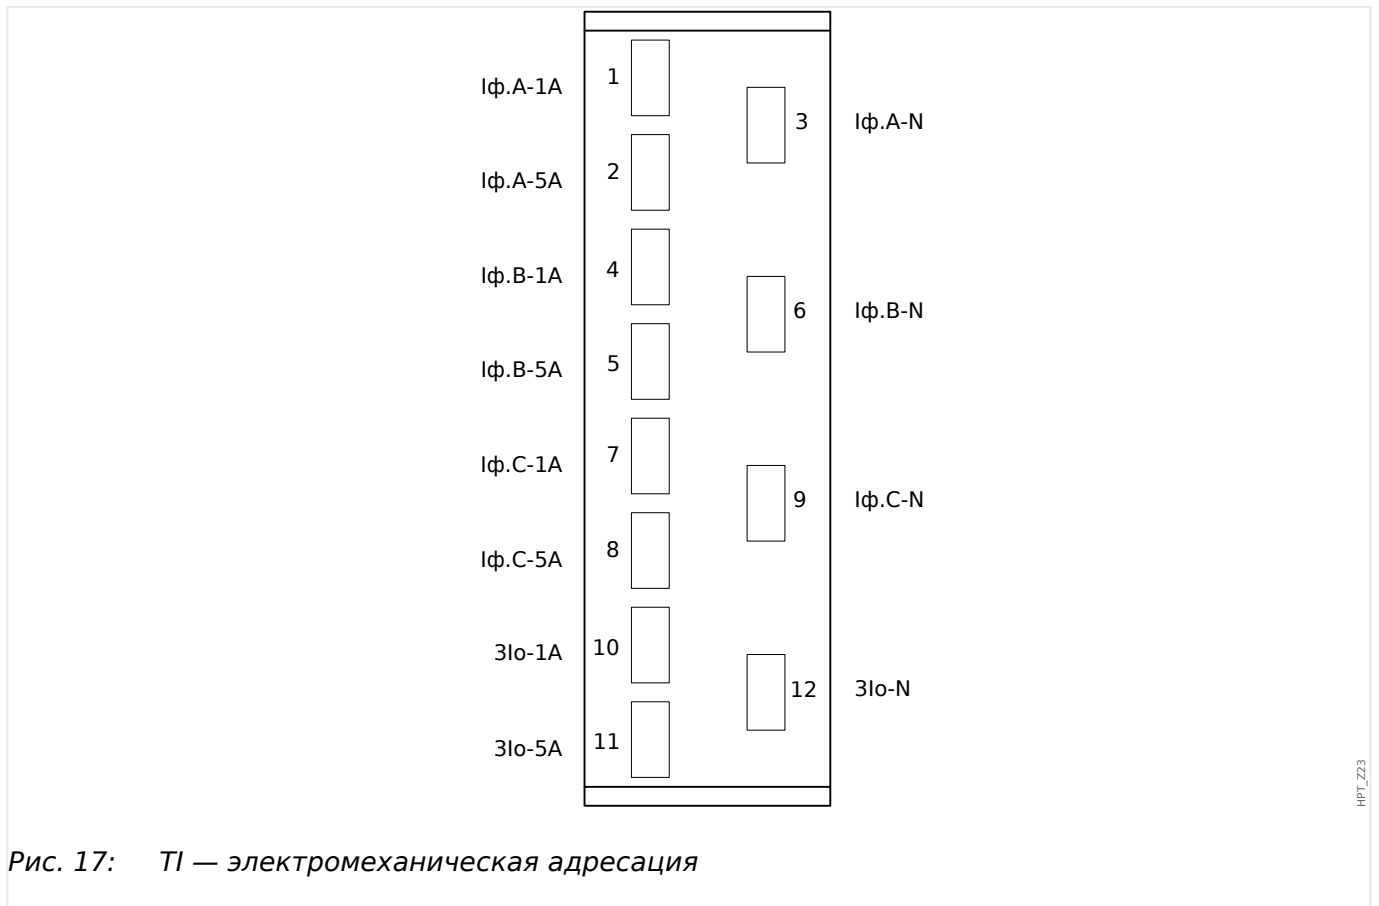 Iф.A-1A
1
3
Iф.A-N
Iф.A-5A
2
Iф.B-1A
4
6
Iф.B-N
Iф.B-5A
5
Iф.C-1A
7
9
Iф.C-N
Iф.C-5A
8
3Io-1A
10
12
3Io-N
3Io-5A
11
HPT_Z23
Рис. 17: TI — электромеханическая адресация